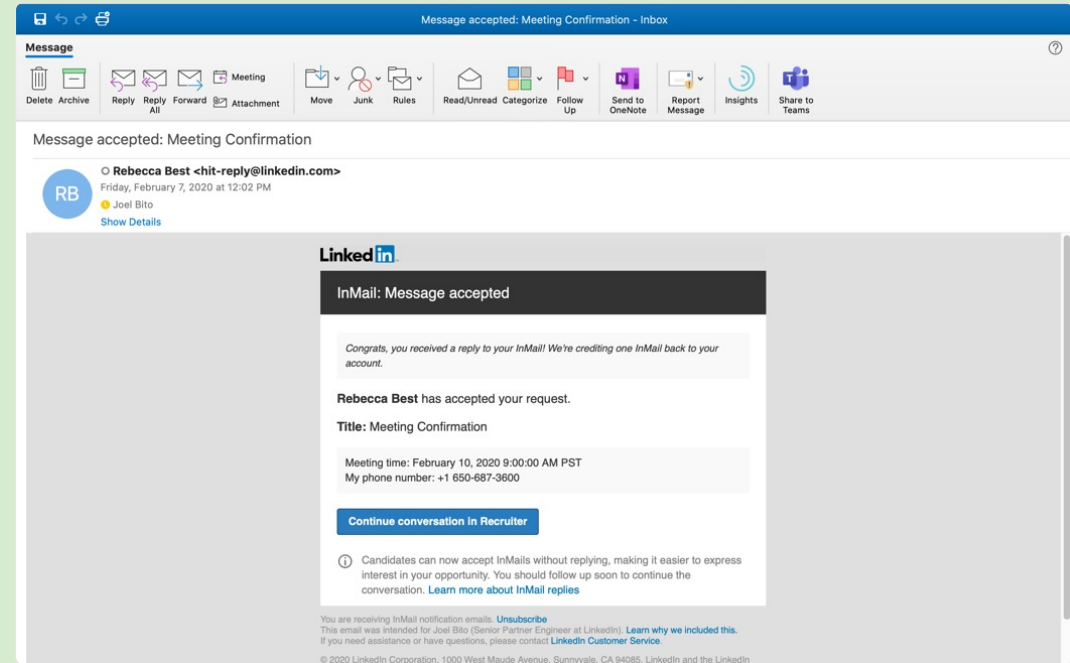 Message accepted: Meeting Confirmation - Inbox
Message
Delete Archive Reply Reply All Forward Meeting Attachment Move Junk Rules Read/Unread Categorize Follow Up Send to OneNote Report Message Insights Share to Teams
Message accepted: Meeting Confirmation
RB
Rebecca Best <hit-reply@linkedin.com>
Friday, February 7, 2020 at 12:02 PM
Joel Bito
Show Details
Linked in
InMail: Message accepted
Congrats, you received a reply to your InMail! We're crediting one InMail back to your
account.
Rebecca Best has accepted your request.
Title: Meeting Confirmation
Meeting time: February 10, 2020 9:00:00 AM PST
My phone number: +1 650-687-3600
Continue conversation in Recruiter
Candidates can now accept InMails without replying, making it easier to express
interest in your opportunity. You should follow up soon to continue the
conversation. Learn more about InMail replies
You are receiving InMail notification emails. Unsubscribe
This email was intended for Joel Bito (Senior Partner Engineer at LinkedIn). Learn why we included this.
If you need assistance or have questions, please contact LinkedIn Customer Service.
© 2020 LinkedIn Corporation, 1000 West Maude Avenue, Sunnyvale, CA 94085. LinkedIn and the LinkedIn